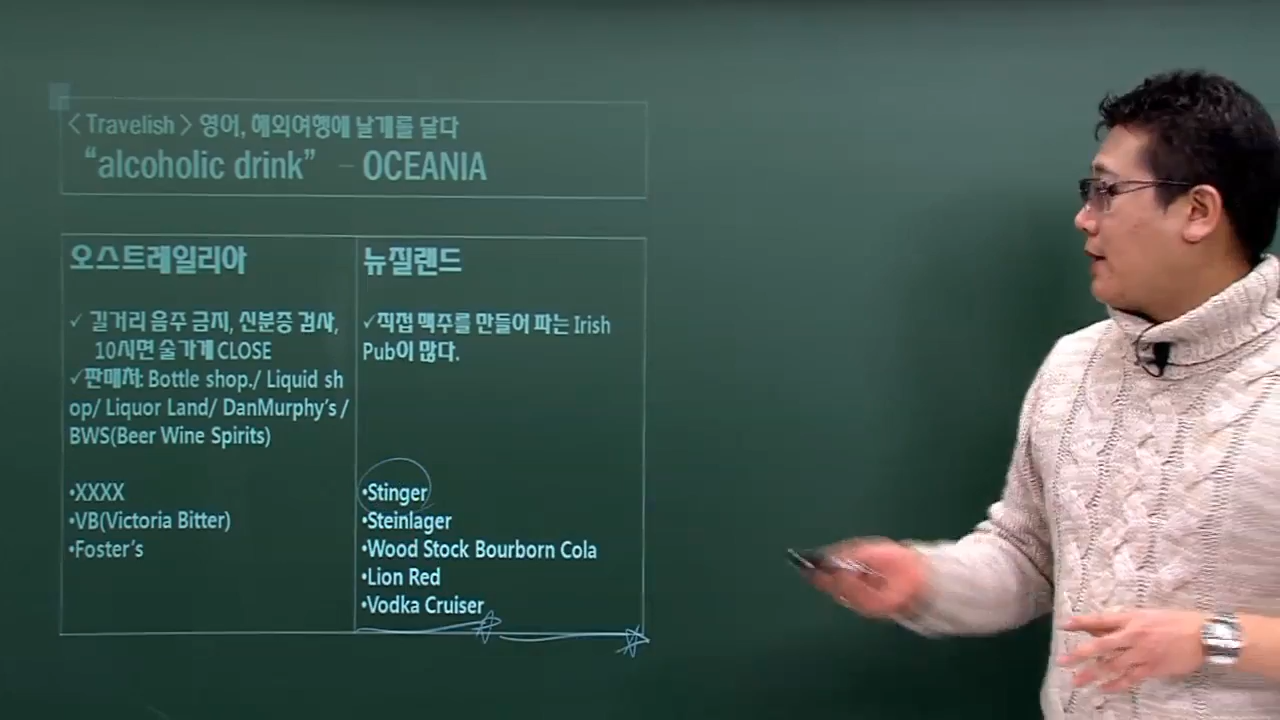 < Travelish > 영어, 해외여행에 날개를 달다
“alcoholic drink” – OCEANIA
오스트레일리아
✓ 길거리 음주 금지, 신분증 검사,
10시면 술 가게 CLOSE
✓판매처: Bottle shop./ Liquid sh
op/ Liquor Land/ DanMurphy’s /
BWS(Beer Wine Spirits)
•XXXX
•VB(Victoria Bitter)
•Foster’s
뉴질랜드
✓직접 맥주를 만들어 파는 Irish
Pub이 많다.
•Stinger
•Steinlager
•Wood Stock Bourborn Cola
•Lion Red
•Vodka Cruiser